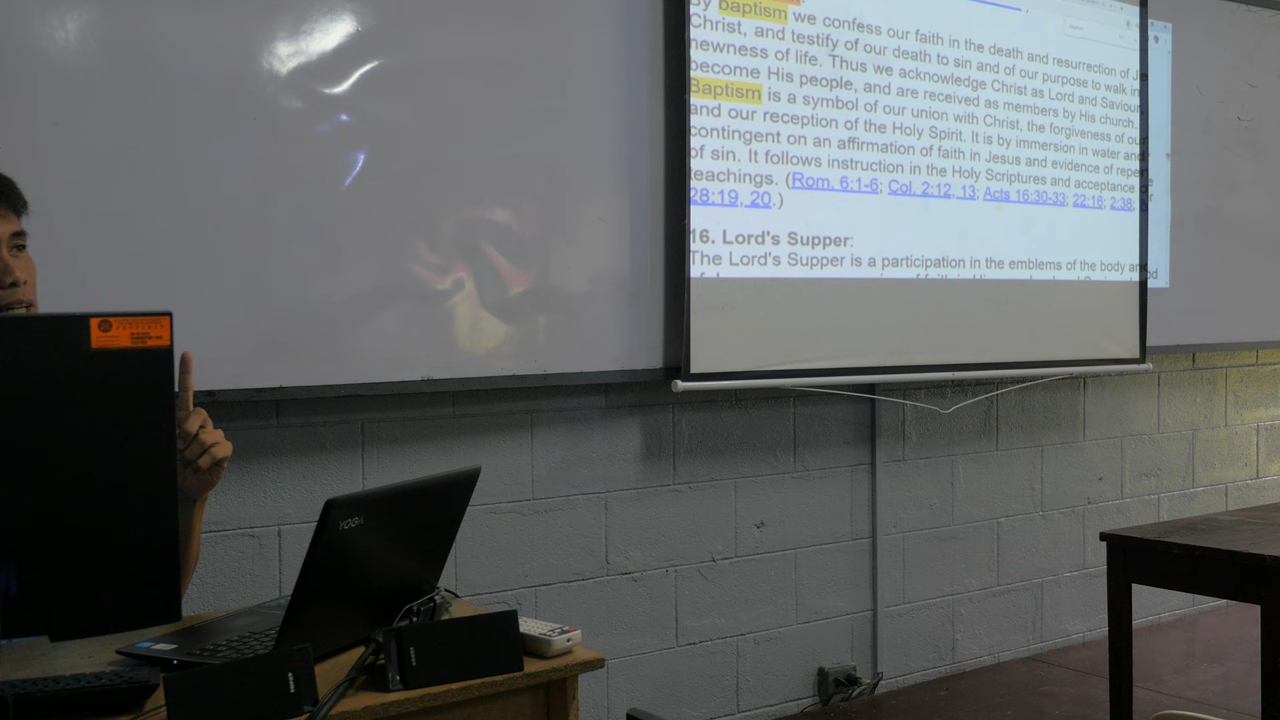 By baptism we confess our faith in the death and resurrection of Je
Christ, and testify of our death to sin and of our purpose to walk in
newness of life. Thus we acknowledge Christ as Lord and Saviour,
become His people, and are received as members by His church.
Baptism is a symbol of our union with Christ, the forgiveness of our
and our reception of the Holy Spirit. It is by immersion in water and
contingent on an affirmation of faith in Jesus and evidence of repe
of sin. It follows instruction in the Holy Scriptures and acceptance
teachings. (Rom. 6:1-6; Col. 2:12, 13; Acts 16:30-33; 22:16; 2:38;
28:19, 20.)
16. Lord's Supper:
The Lord's Supper is a participation in the emblems of the body and
PROPERTY
YOGA